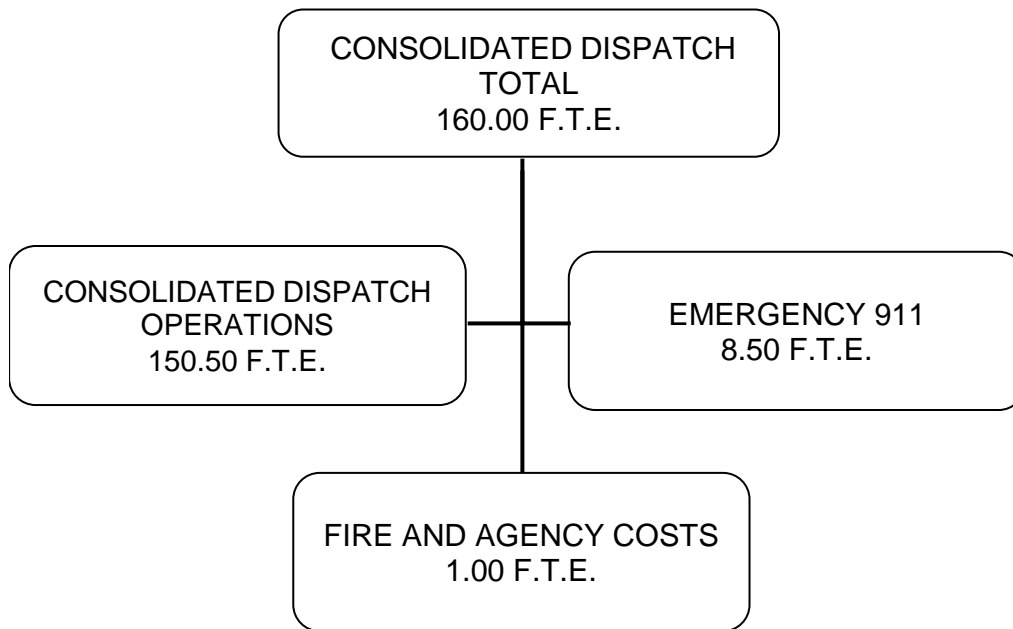 CONSOLIDATED DISPATCH
TOTAL
160.00 F.T.E.
CONSOLIDATED DISPATCH
OPERATIONS
150.50 F.T.E.
EMERGENCY 911
8.50 F.T.E.
FIRE AND AGENCY COSTS
1.00 F.T.E.